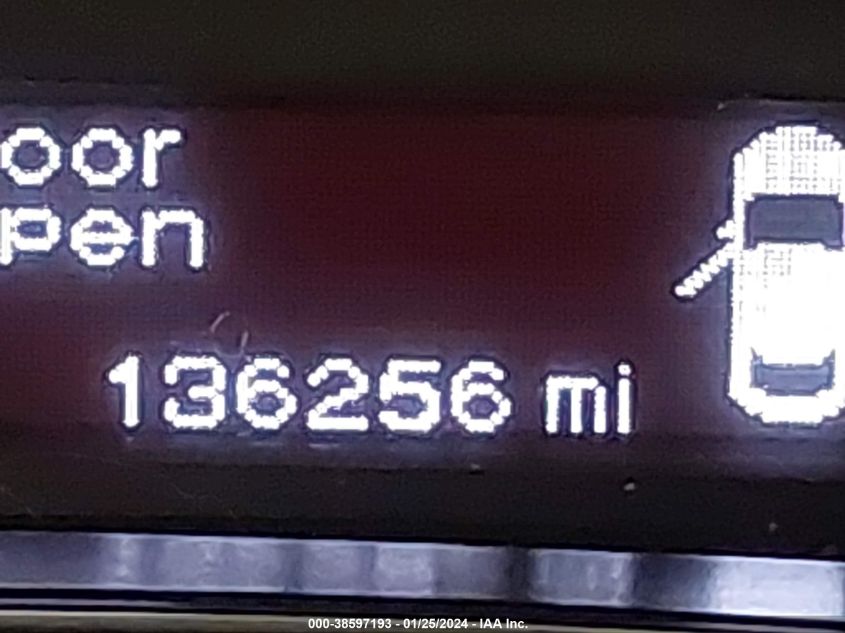 oor
pen
136256 mi
000-38597193 - 01/25/2024 - IAA Inc.